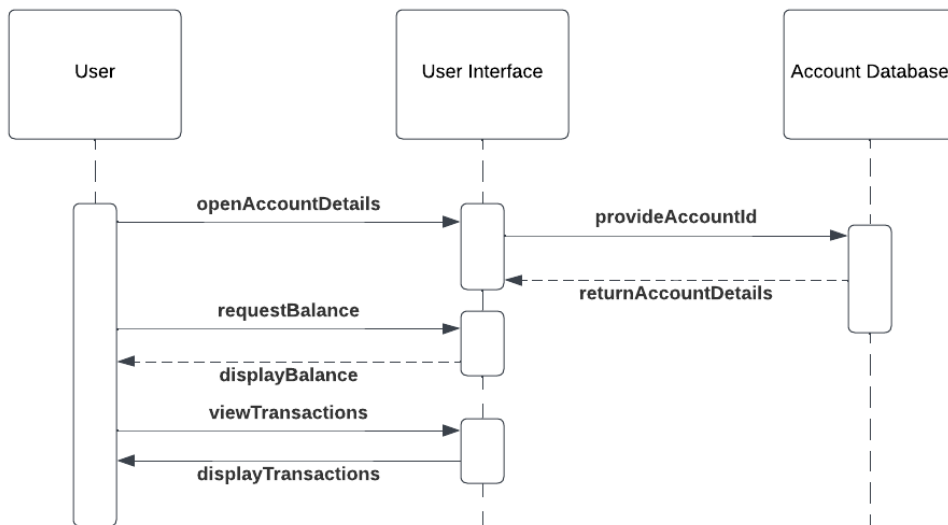 User
User Interface
Account Database
openAccountDetails
provideAccountId
returnAccountDetails
requestBalance
displayBalance
viewTransactions
displayTransactions